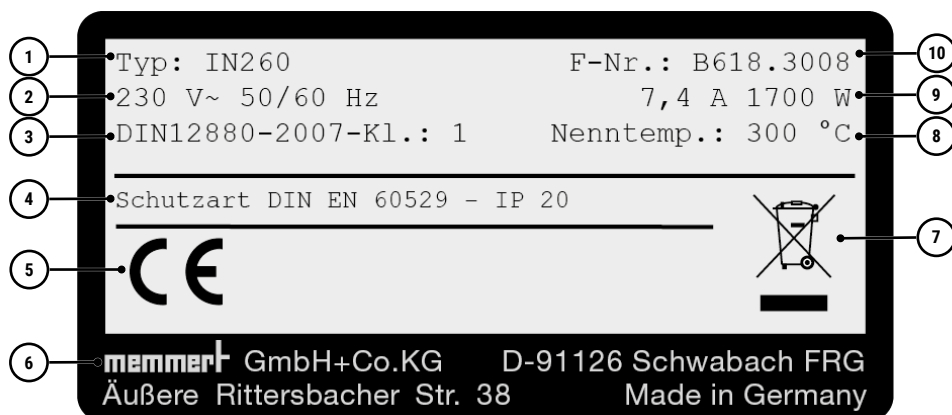 1 Typ: IN260 F-Nr.: B618.3008 10
2 230 V~ 50/60 Hz 7,4 A 1700 W 9
3 DIN12880-2007-Kl.: 1 Nenntemp.: 300 °C 8
4 Schutzart DIN EN 60529 – IP 20
7
5 CE
6 memmert GmbH+Co.KG D-91126 Schwabach FRG
Äußere Rittersbacher Str. 38 Made in Germany